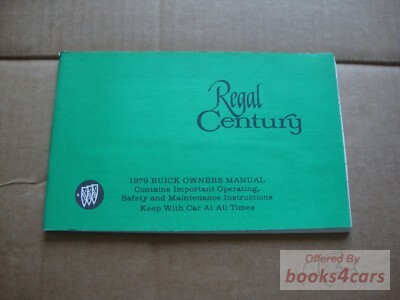 Regal
Century
1979 BUICK OWNERS MANUAL
Contains Important Operating,
Safety and Maintenance Instructions
Keep With Car At All Times
Offered By
books4cars